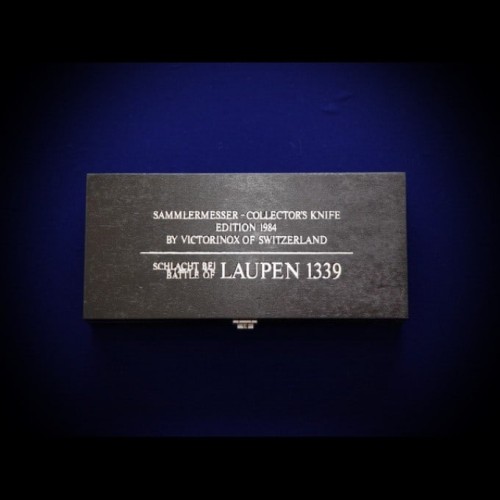 SAMMLERMESSER - COLLECTOR'S KNIFE
EDITION 1984
BY VICTORINOX OF SWITZERLAND
SCHLACHT BEI
BATTLE OF
LAUPEN 1339